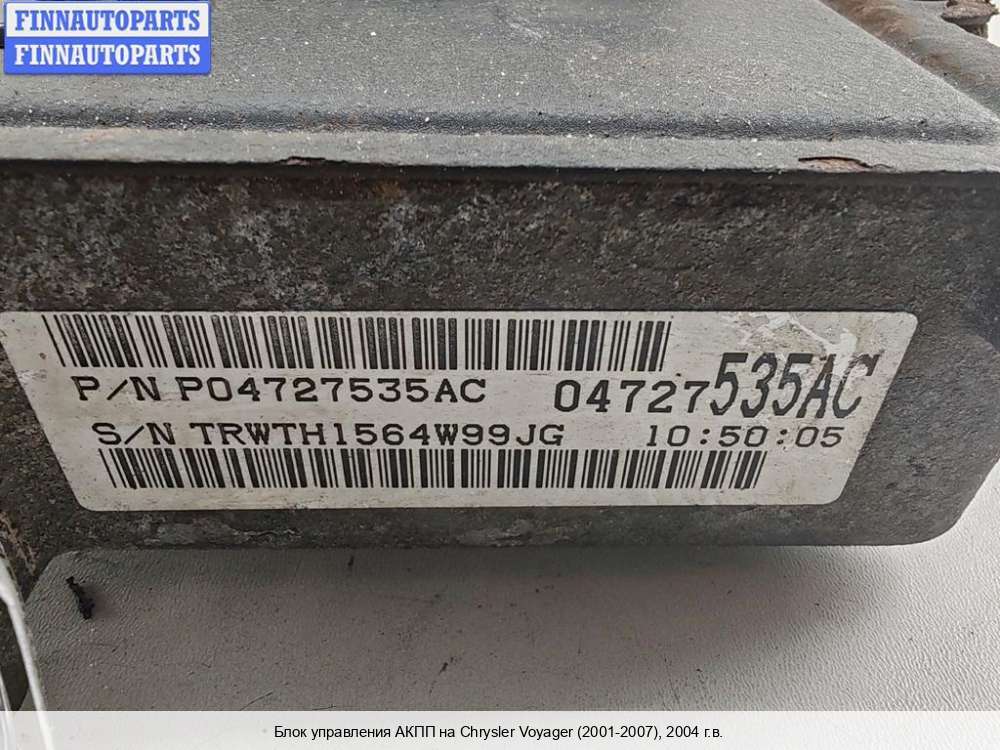 FINNAUTOPARTS
FINNAUTOPARTS
P/N P04727535AC 04727535AC
S/N TRWTH1564W99JG 10:50:05
Блок управления АКПП на Chrysler Voyager (2001-2007), 2004 г.в.